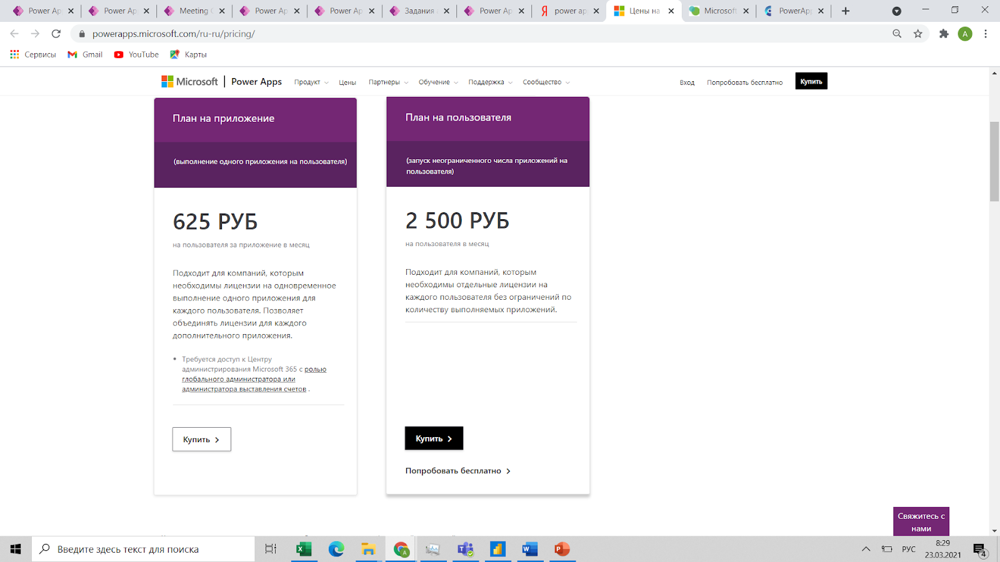 Power Ap
Power Ap
Meeting
Power Ap
Power Ap
Задания
Power Ap
power ap
Цены на
Microsoft
PowerApp
powerapps.microsoft.com/ru-ru/pricing/
A
Сервисы
Gmail
YouTube
Карты
Microsoft
Power Apps
Продукт
Цены
Партнеры
Обучение
Поддержка
Сообщество
Вход
Попробовать бесплатно
Купить
План на приложение
(выполнение одного приложения на пользователя)
625 РУБ
на пользователя за приложение в месяц
Подходит для компаний, которым
необходимы лицензии на одновременное
выполнение одного приложения для
каждого пользователя. Позволяет
объединять лицензии для каждого
дополнительного приложения.
Требуется доступ к Центру
администрирования Microsoft 365 с ролью
глобального администратора или
администратора выставления счетов .
Купить
План на пользователя
(запуск неограниченного числа приложений на
пользователя)
2 500 РУБ
на пользователя в месяц
Подходит для компаний, которым
необходимы отдельные лицензии на
каждого пользователя без ограничений по
количеству выполняемых приложений.
Купить
Попробовать бесплатно
Свяжитесь с
нами
Введите здесь текст для поиска
РУС
8:29
23.03.2021
4